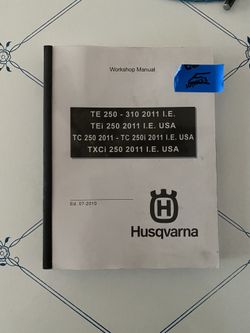 Workshop Manual
TE 250 - 310 2011 I.E.
TEi 250 2011 I.E. USA
TC 250 2011 - TC 250i 2011 I.E. USA
TXCi 250 2011 I.E. USA
Ed. 07-2010
Husqvarna